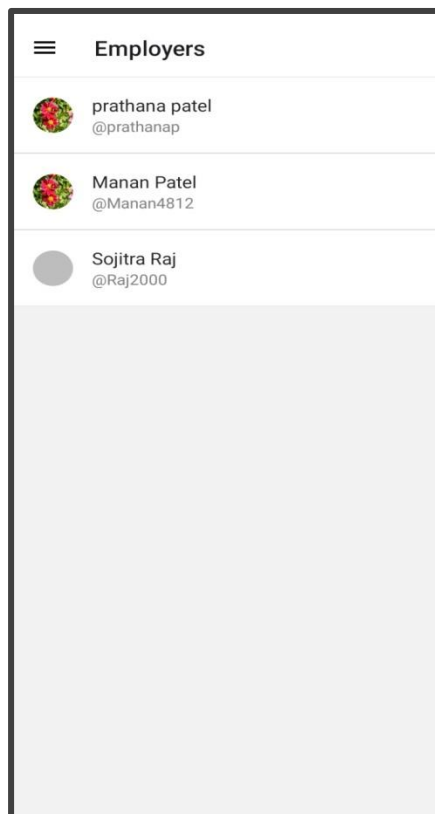 Employers
prathana patel
@prathanap
Manan Patel
@Manan4812
Sojitra Raj
@Raj2000